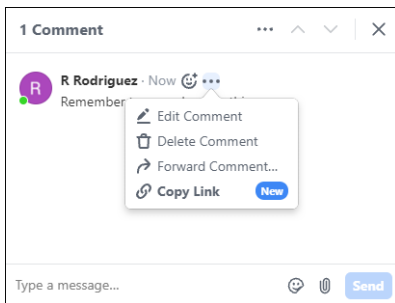 1 Comment
R
R Rodriguez · Now
Remember
Edit Comment
Delete Comment
Forward Comment...
Copy Link New
Type a message...
Send